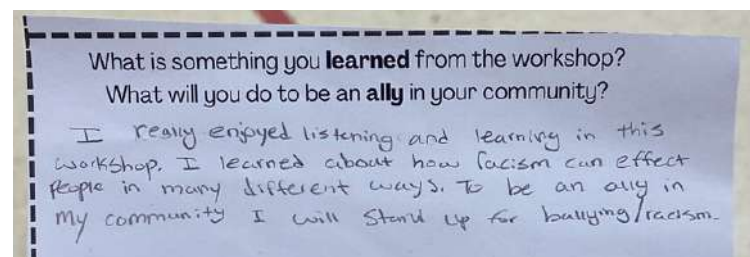 What is something you learned from the workshop?
What will you do to be an ally in your community?
I really enjoyed listening and learning in this
workshop. I learned about how racism can effect
people in many different ways. To be an ally in
my community I will stand up for bullying/racism.